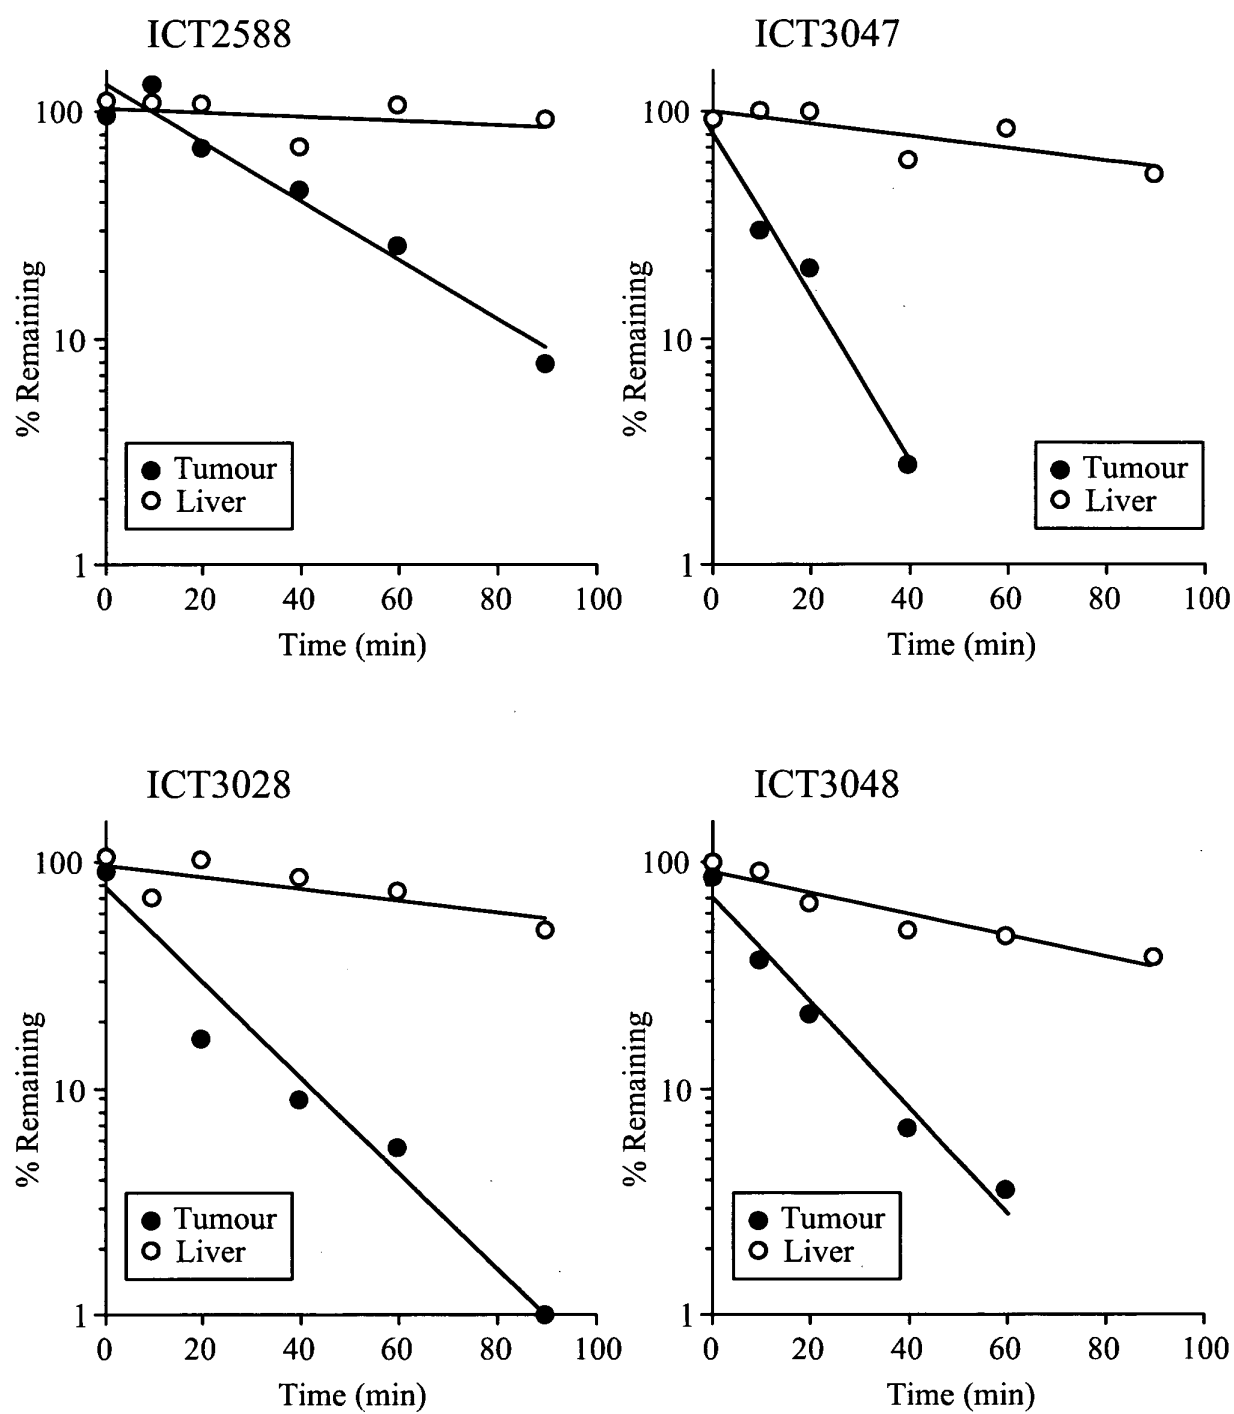 ICT2588
100
10
1
% Remaining
Tumour
Liver
0 20 40 60 80 100
Time (min)
ICT3047
100
10
1
% Remaining
Tumour
Liver
0 20 40 60 80 100
Time (min)
ICT3028
100
10
1
% Remaining
Tumour
Liver
0 20 40 60 80 100
Time (min)
ICT3048
100
10
1
% Remaining
Tumour
Liver
0 20 40 60 80 100
Time (min)